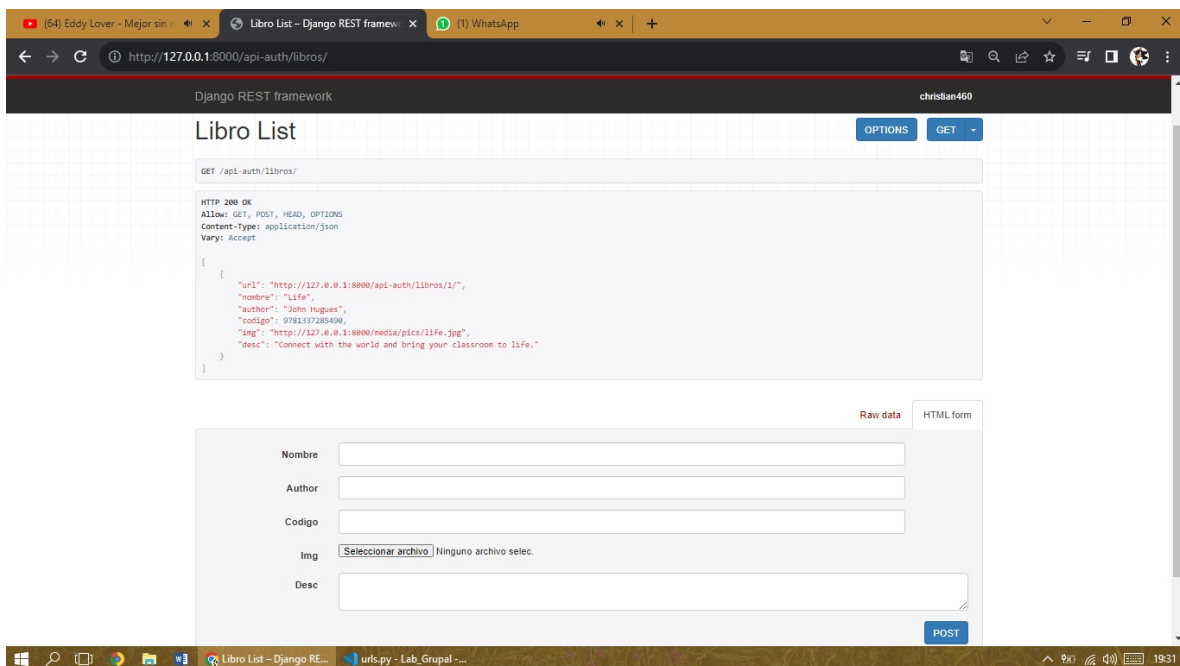 (64) Eddy Lover - Mejor sin
Libro List – Django REST framew
(1) WhatsApp
http://127.0.0.1:8000/api-auth/libros/
Django REST framework
christian460
Libro List
OPTIONS
GET
GET /api-auth/libros/
HTTP 200 OK
Allow: GET, POST, HEAD, OPTIONS
Content-Type: application/json
Vary: Accept
[
{
"url": "http://127.0.0.1:8000/api-auth/libros/1/",
"nombre": "Life",
"author": "John Hugues",
"codigo": 9781337285490,
"img": "http://127.0.0.1:8000/media/pics/life.jpg",
"desc": "Connect with the world and bring your classroom to life."
}
]
Raw data
HTML form
Nombre
Author
Codigo
Img
Seleccionar archivo Ninguno archivo selec.
Desc
POST
Libro List – Django RE...
urls.py - Lab_Grupal -...
19:31